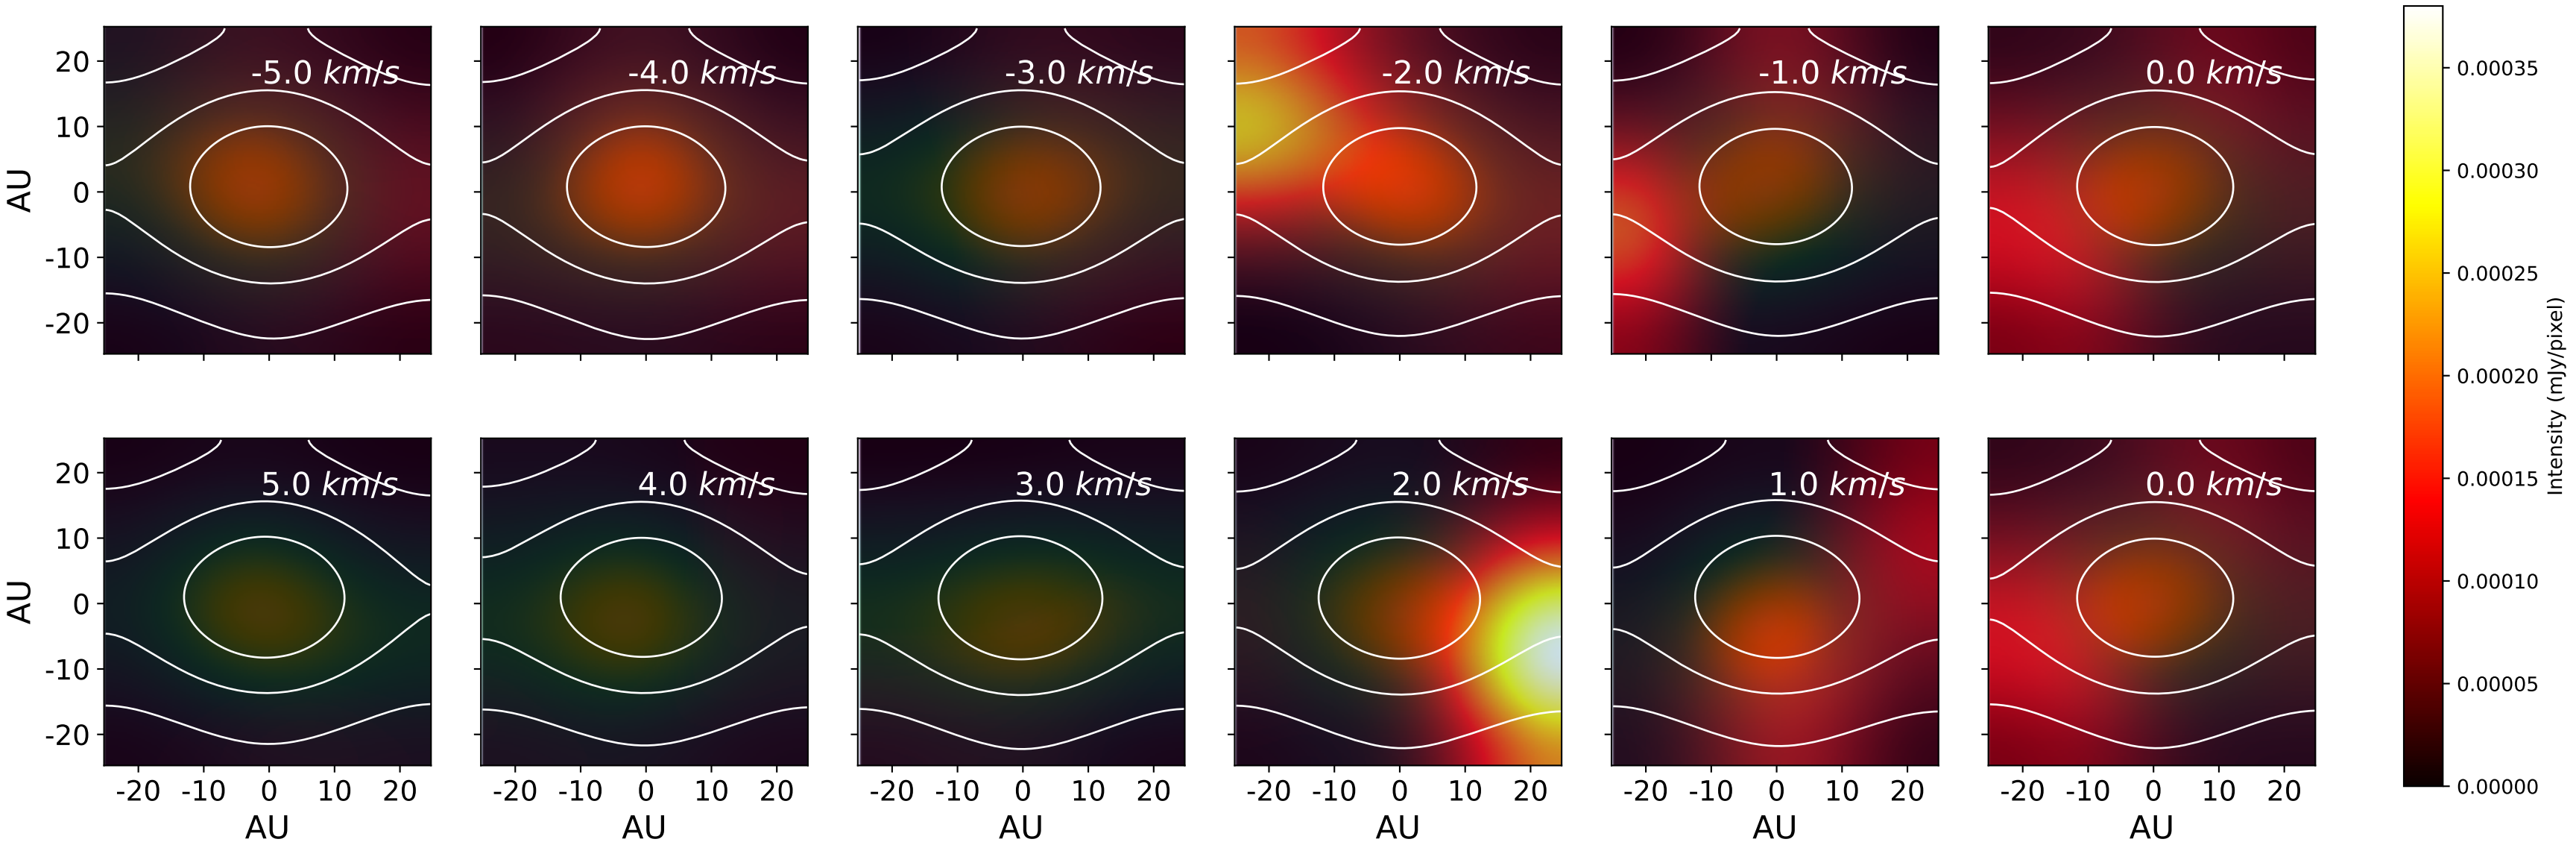 -5.0 km/s
-4.0 km/s
-3.0 km/s
-2.0 km/s
-1.0 km/s
0.0 km/s
20
10
0
-10
-20
AU
5.0 km/s
4.0 km/s
3.0 km/s
2.0 km/s
1.0 km/s
0.0 km/s
20
10
0
-10
-20
AU
-20 -10 0 10 20
-20 -10 0 10 20
-20 -10 0 10 20
-20 -10 0 10 20
-20 -10 0 10 20
-20 -10 0 10 20
AU
AU
AU
AU
AU
AU
0.00035
0.00030
0.00025
0.00020
0.00015
0.00010
0.00005
0.00000
Intensity (mJy/pixel)